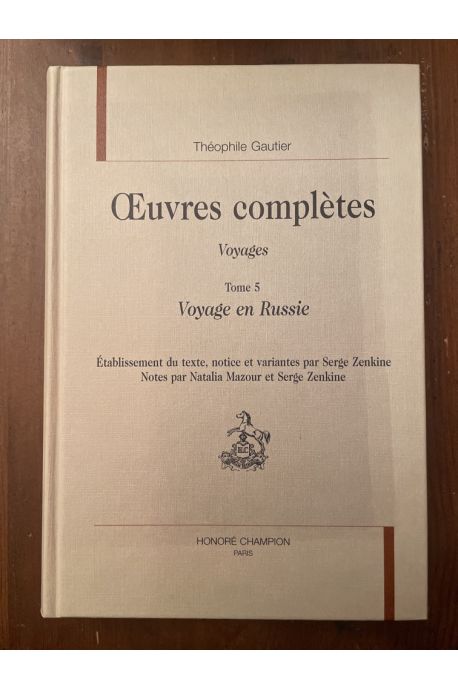 Théophile Gautier
Œuvres complètes
Voyages
Tome 5
Voyage en Russie
Établissement du texte, notice et variantes par Serge Zenkine
Notes par Natalia Mazour et Serge Zenkine
HONORÉ CHAMPION
PARIS